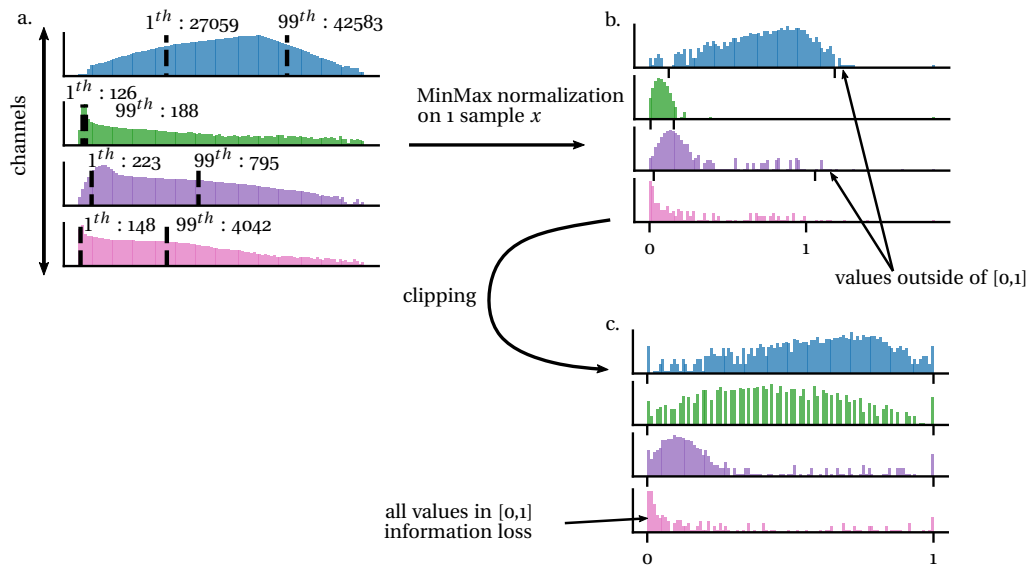 a.
1th : 27059 99th : 42583
1th : 126
99th : 188
1th : 223 99th : 795
1th : 148 99th : 4042
channels
MinMax normalization
on 1 sample x
b.
0 1
values outside of [0,1]
clipping
c.
all values in [0,1]
information loss
0 1